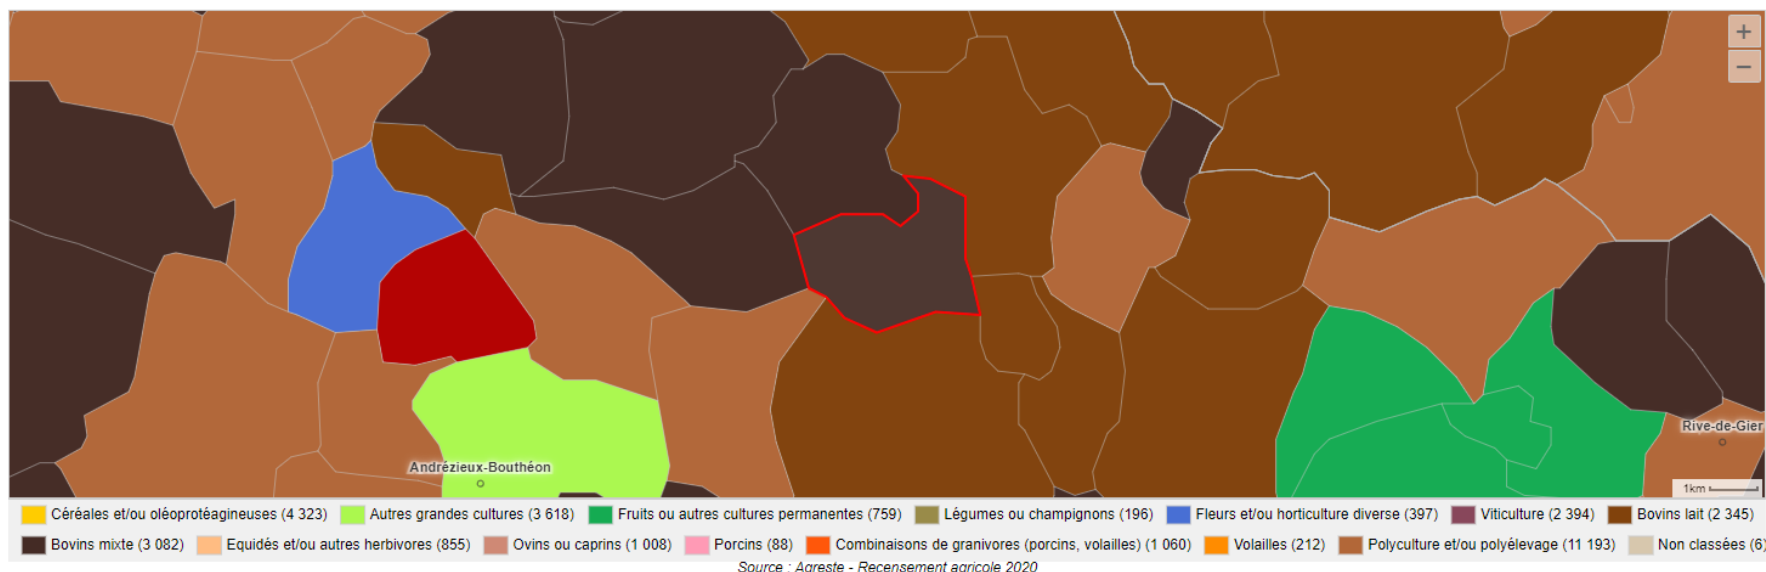 +
−
Rive-de-Gier
Andrézieux-Bouthéon
1km
Céréales et/ou oléoprotéagineuses (4 323) Autres grandes cultures (3 618) Fruits ou autres cultures permanentes (759) Légumes ou champignons (196) Fleurs et/ou horticulture diverse (397) Viticulture (2 394) Bovins lait (2 345)
Bovins mixte (3 082) Equidés et/ou autres herbivores (855) Ovins ou caprins (1 008) Porcins (88) Combinaisons de granivores (porcins, volailles) (1 060) Volailles (212) Polyculture et/ou polyélevage (11 193) Non classées (6)
Source : Agreste - Recensement agricole 2020